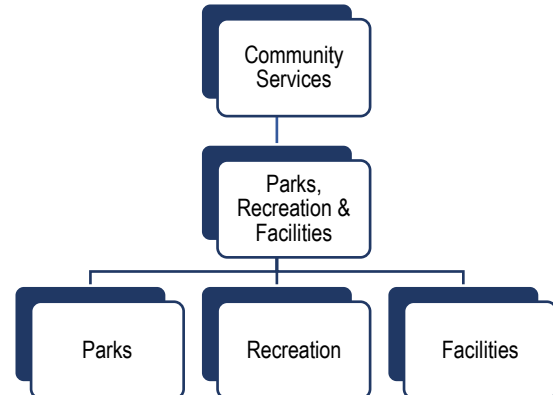 Community
Services
Parks,
Recreation &
Facilities
Parks
Recreation
Facilities